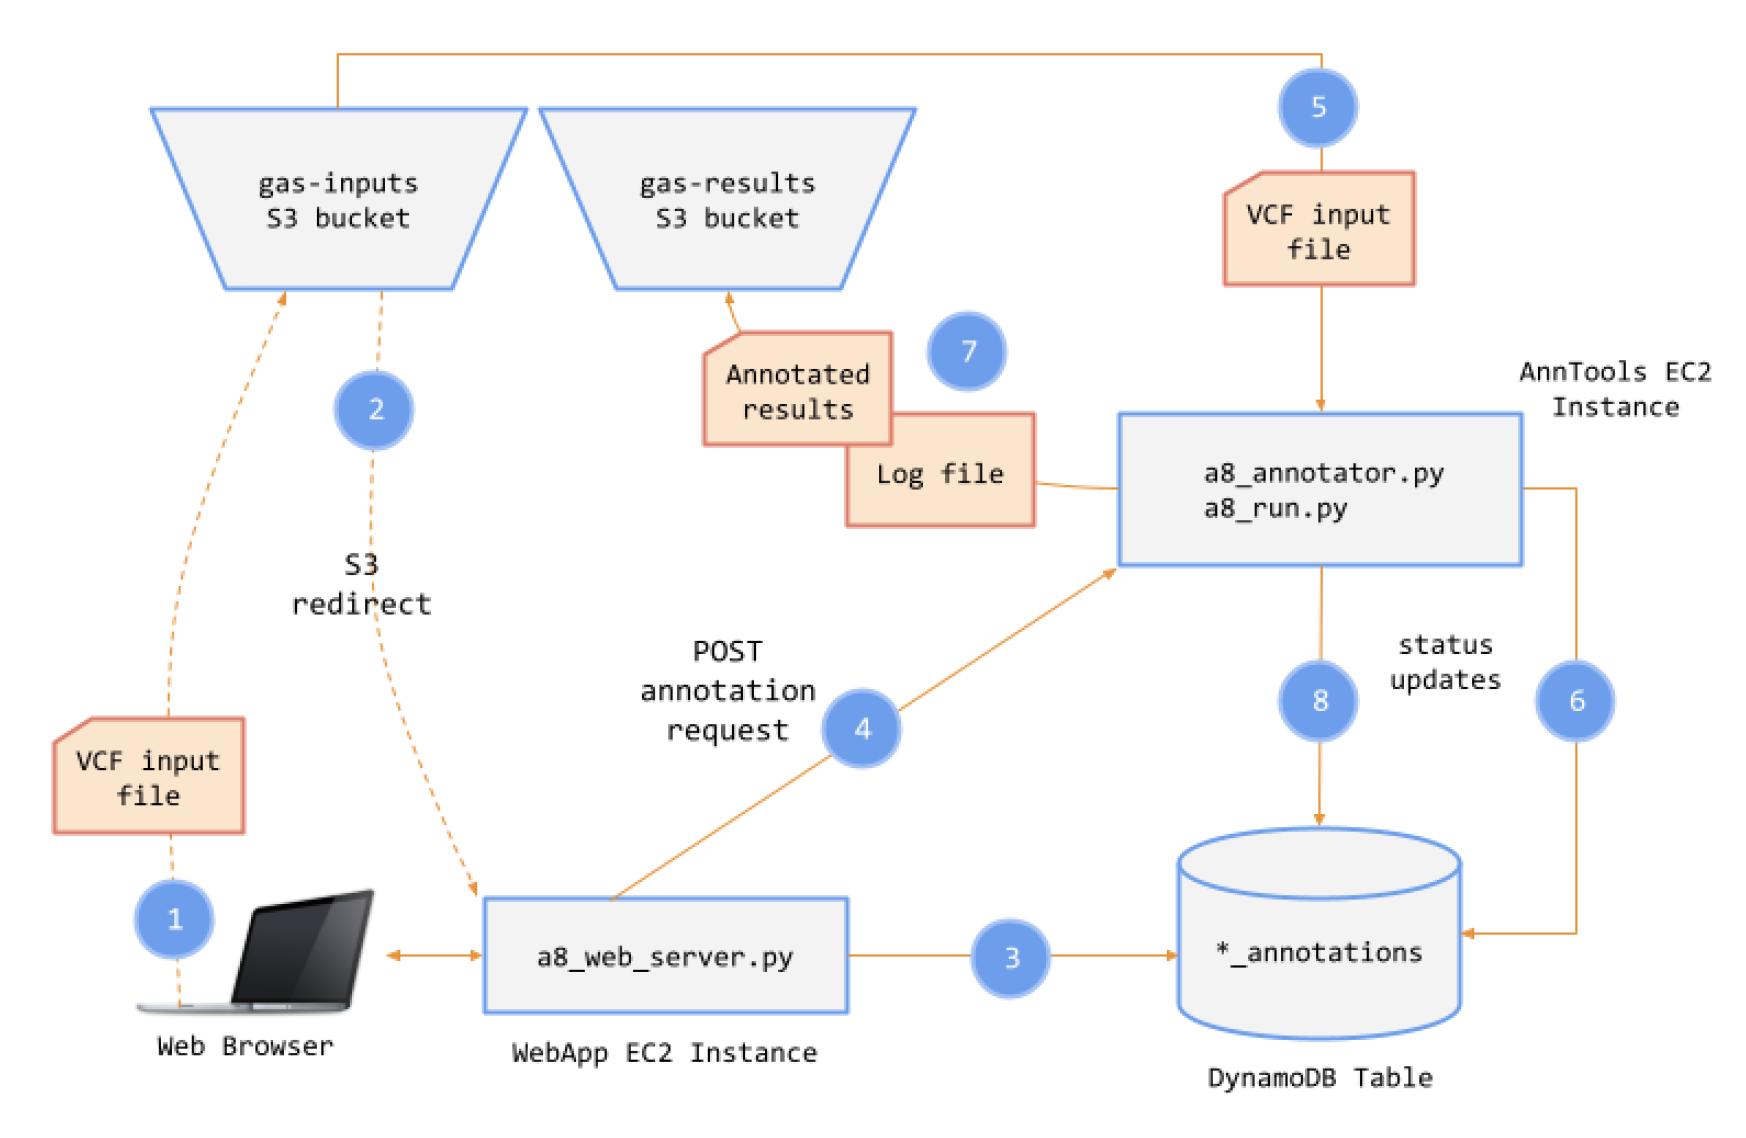 5
gas-inputs
S3 bucket
gas-results
S3 bucket
VCF input
file
7
Annotated
results
Log file
AnnTools EC2
Instance
2
a8_annotator.py
a8_run.py
S3
redirect
POST
annotation
request
4
status
updates
8
6
VCF input
file
1
a8_web_server.py
3
*_annotations
Web Browser
WebApp EC2 Instance
DynamoDB Table